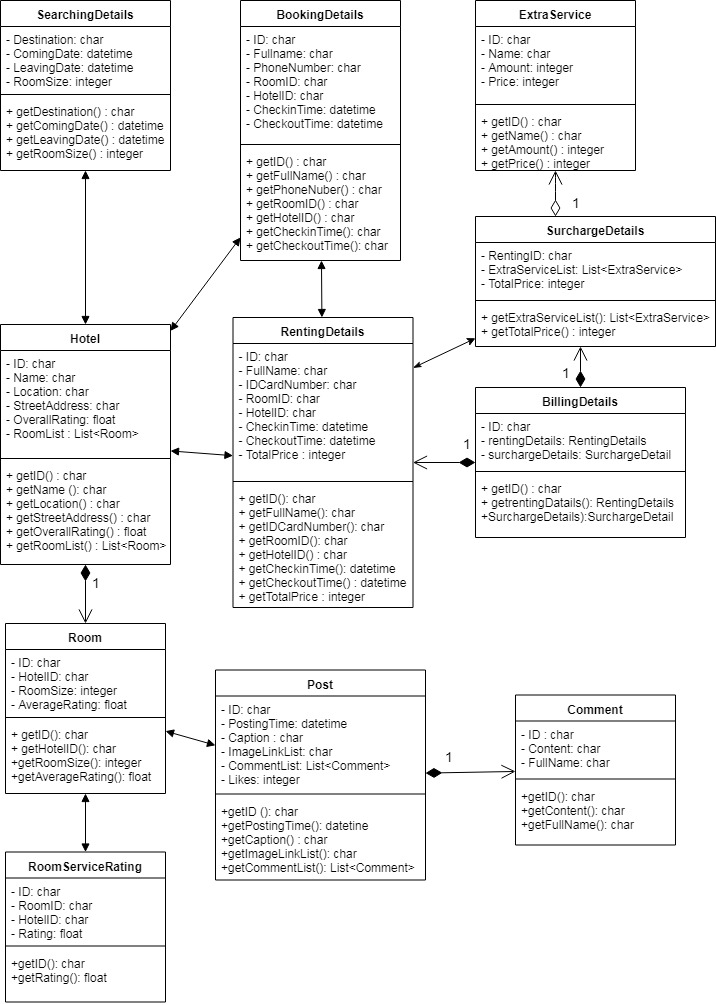 SearchingDetails
- Destination: char
- ComingDate: datetime
- LeavingDate: datetime
- RoomSize: integer
+ getDestination() : char
+ getComingDate() : datetime
+ getLeavingDate() : datetime
+ getRoomSize() : integer
BookingDetails
- ID: char
- Fullname: char
- PhoneNumber: char
- RoomID: char
- HotelID: char
- CheckinTime: datetime
- CheckoutTime: datetime
+ getID() : char
+ getFullName() : char
+ getPhoneNuber() : char
+ getRoomID() : char
+ getHotelID() : char
+ getCheckinTime() : char
+ getCheckoutTime(): char
ExtraService
- ID: char
- Name: char
- Amount: integer
- Price: integer
+ getID() : char
+ getName() : char
+ getAmount() : integer
+ getPrice() : integer
1
SurchargeDetails
- RentingID: char
- ExtraServiceList: List<ExtraService>
- TotalPrice: integer
+ getExtraServiceList(): List<ExtraService>
+ getTotalPrice() : integer
1
Hotel
- ID: char
- Name: char
- Location: char
- StreetAddress: char
- OverallRating: float
- RoomList : List<Room>
+ getID() : char
+ getName (): char
+ getLocation() : char
+ getStreetAddress() : char
+ getOverallRating() : float
+ getRoomList() : List<Room>
1
RentingDetails
- ID: char
- FullName: char
- IDCardNumber: char
- RoomID: char
- HotelID: char
- CheckinTime: datetime
- CheckoutTime: datetime
- TotalPrice : integer
+ getID(): char
+ getFullName(): char
+ getIDCardNumber(): char
+ getRoomID(): char
+ getHotelID() : char
+ getCheckinTime(): datetime
+ getCheckoutTime() : datetime
+ getTotalPrice : integer
1
BillingDetails
- ID: char
- rentingDetails: RentingDetails
- surchargeDetails: SurchargeDetail
+ getID() : char
+ getrentingDatails(): RentingDetails
+SurchargeDetails):SurchargeDetail
Room
- ID: char
- HotelID: char
- RoomSize: integer
- AverageRating: float
+ getID(): char
+ getHotelID(): char
+getRoomSize(): integer
+getAverageRating(): float
Post
- ID: char
- PostingTime: datetime
- Caption : char
- ImageLinkList: char
- CommentList: List<Comment>
- Likes: integer
+getID (): char
+getPostingTime(): datetine
+getCaption() : char
+getImageLinkList(): char
+getCommentList(): List<Comment>
1
Comment
- ID : char
- Content: char
- FullName: char
+getID(): char
+getContent(): char
+getFullName(): char
RoomServiceRating
- ID: char
- RoomID: char
- HotelID: char
- Rating: float
+getID(): char
+getRating(): float